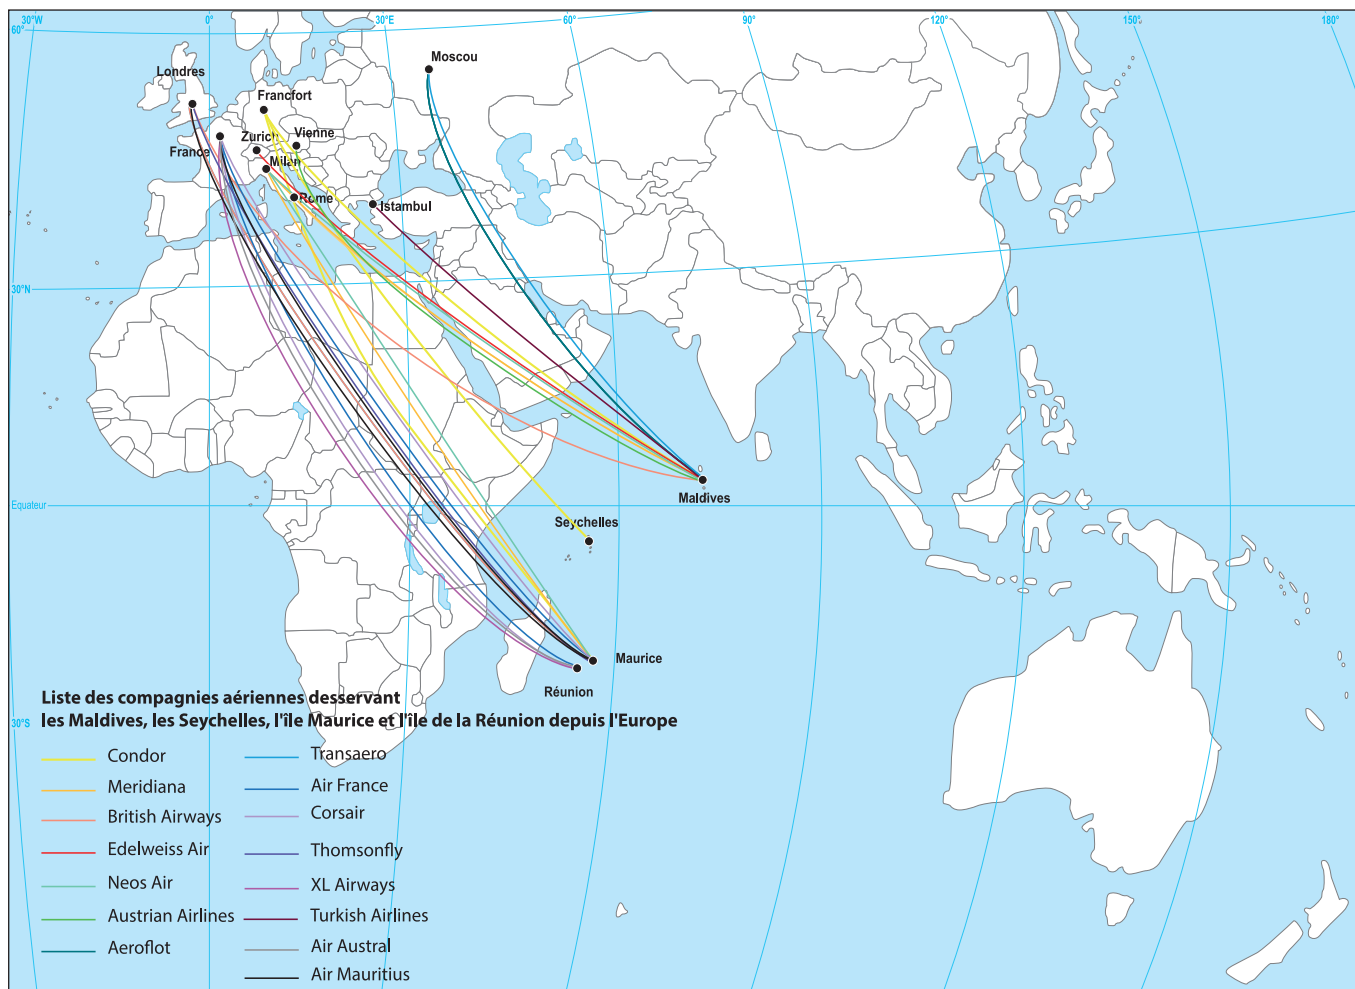 30°W 0° 30°E 60° 90° 120° 150° 180°
60°
Moscou
Londres
Francfort
Zurich Vienne
France
Milan
Rome
Istambul
30°N
Maldives
Equateur
Seychelles
Maurice
Réunion
30°S
Liste des compagnies aériennes desservant
les Maldives, les Seychelles, l'île Maurice et l'île de la Réunion depuis l'Europe
Condor
Meridiana
British Airways
Edelweiss Air
Neos Air
Austrian Airlines
Aeroflot
Transaero
Air France
Corsair
Thomsonfly
XL Airways
Turkish Airlines
Air Austral
Air Mauritius